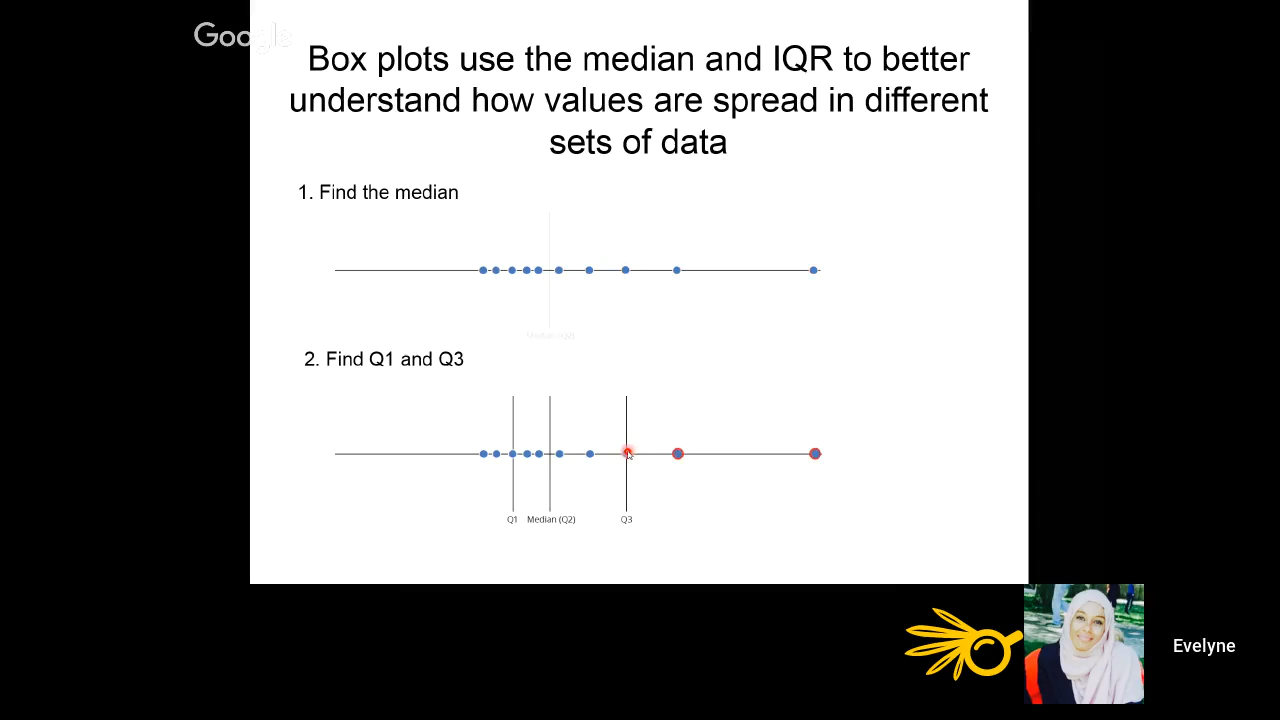 Google
Box plots use the median and IQR to better
understand how values are spread in different
sets of data
1. Find the median
Median (Q2)
2. Find Q1 and Q3
Q1 Median (Q2) Q3
Evelyne